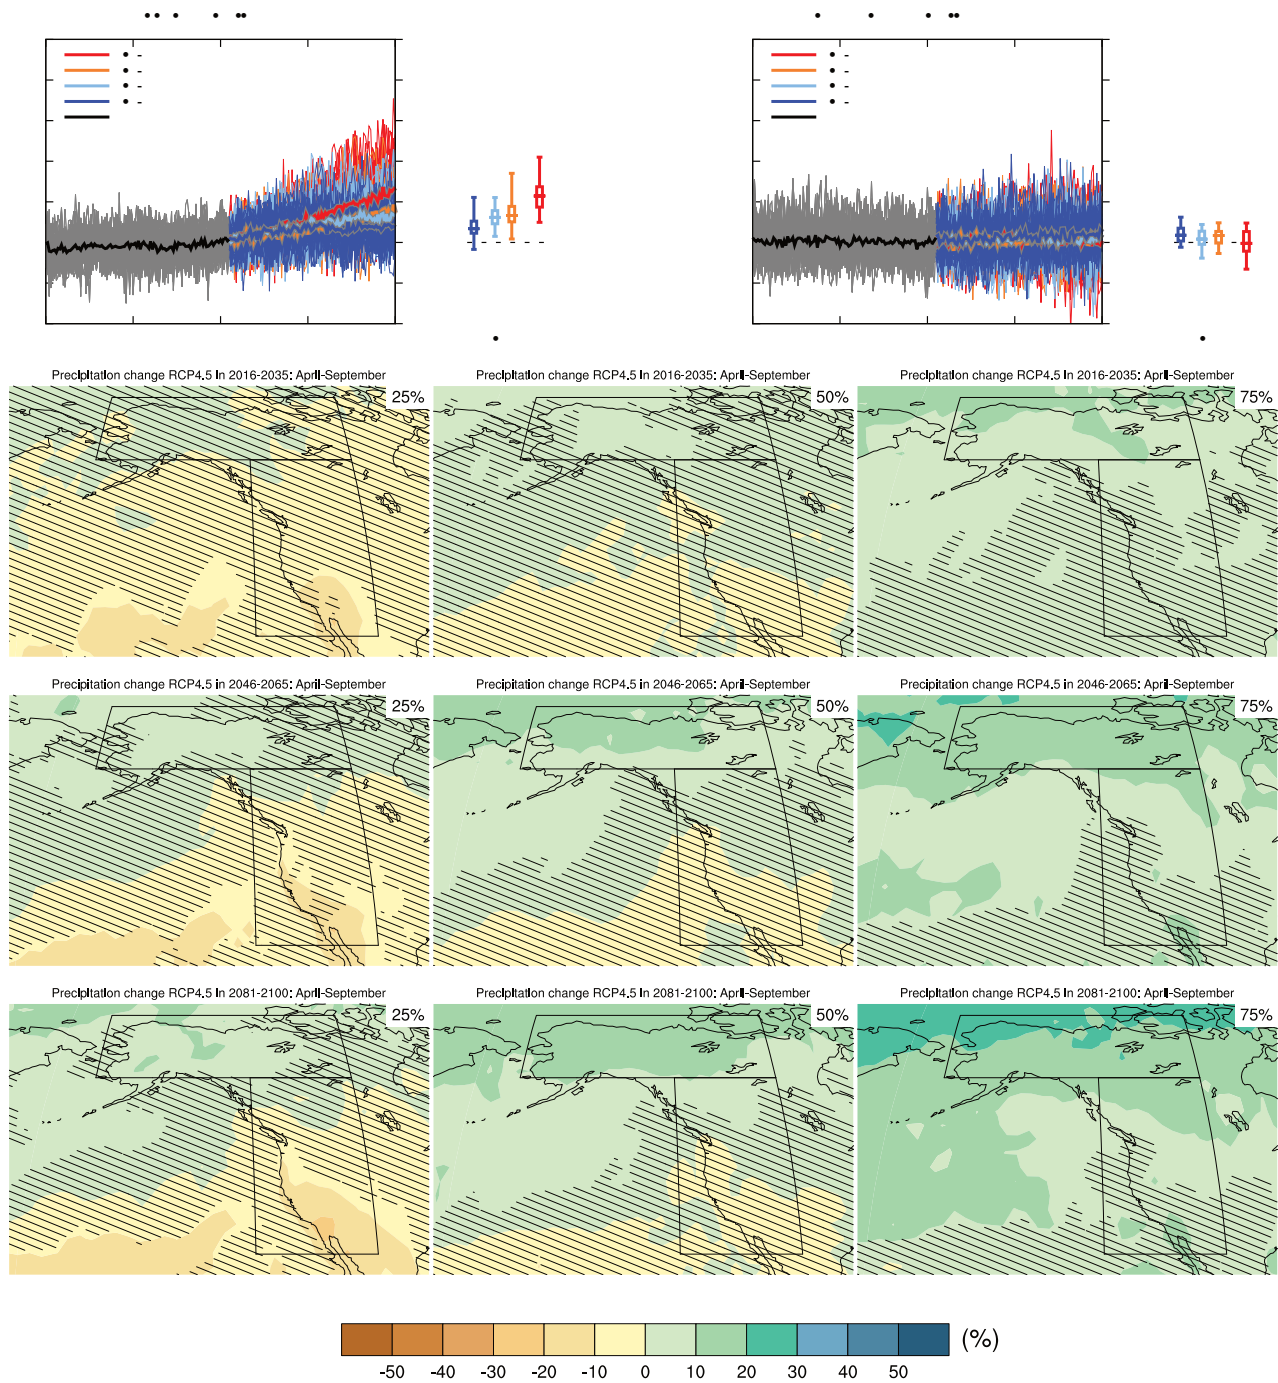 Precipitation change RCP4.5 in 2016-2035: April-September
25%
Precipitation change RCP4.5 in 2016-2035: April-September
50%
Precipitation change RCP4.5 in 2016-2035: April-September
75%
Precipitation change RCP4.5 in 2046-2065: April-September
25%
Precipitation change RCP4.5 in 2046-2065: April-September
50%
Precipitation change RCP4.5 in 2046-2065: April-September
75%
Precipitation change RCP4.5 in 2081-2100: April-September
25%
Precipitation change RCP4.5 in 2081-2100: April-September
50%
Precipitation change RCP4.5 in 2081-2100: April-September
75%
(%)
-50 -40 -30 -20 -10 0 10 20 30 40 50